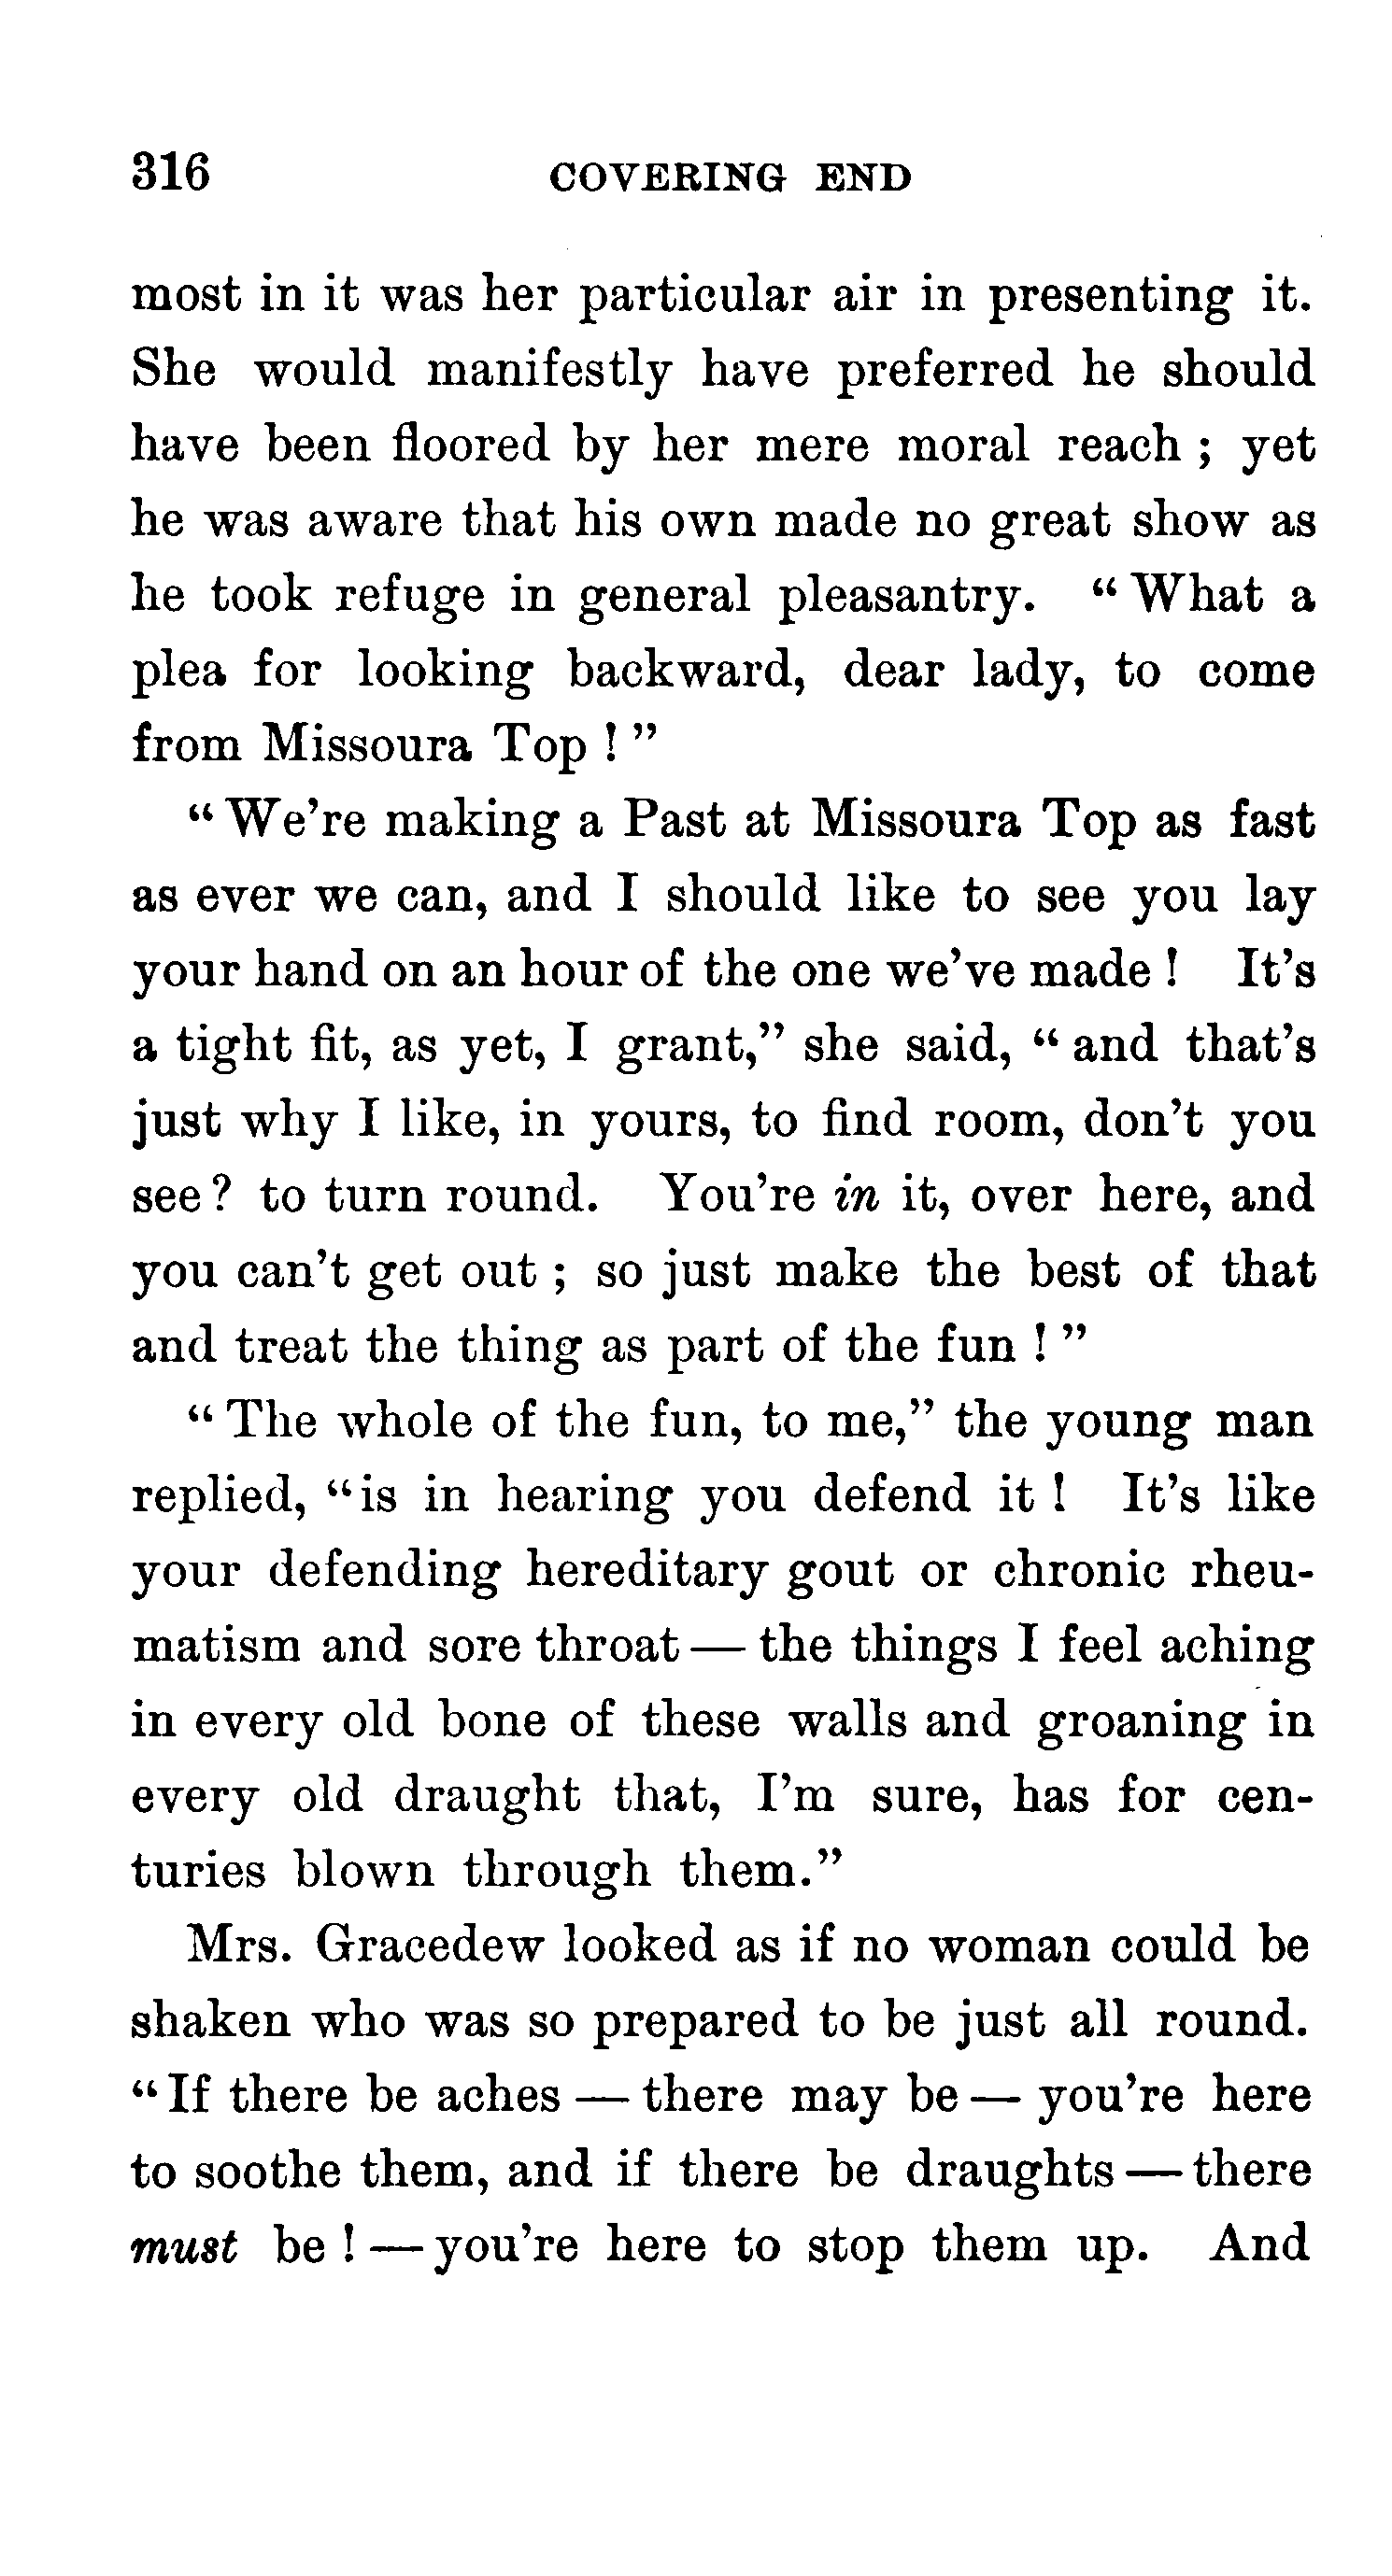 316 COVERING END
most in it was her particular air in presenting it.
She would manifestly have preferred he should
have been floored by her mere moral reach ; yet
he was aware that his own made no great show as
he took refuge in general pleasantry. “ What a
plea for looking backward, dear lady, to come
from Missoura Top ! ”
“ We’re making a Past at Missoura Top as fast
as ever we can, and I should like to see you lay
your hand on an hour of the one we’ve made ! It’s
a tight fit, as yet, I grant,” she said, “ and that’s
just why I like, in yours, to find room, don’t you
see ? to turn round. You’re in it, over here, and
you can’t get out ; so just make the best of that
and treat the thing as part of the fun ! ”
“ The whole of the fun, to me,” the young man
replied, “ is in hearing you defend it ! It’s like
your defending hereditary gout or chronic rheu-
matism and sore throat — the things I feel aching
in every old bone of these walls and groaning in
every old draught that, I’m sure, has for cen-
turies blown through them.”
Mrs. Gracedew looked as if no woman could be
shaken who was so prepared to be just all round.
“ If there be aches — there may be — you’re here
to soothe them, and if there be draughts — there
must be ! — you’re here to stop them up. And